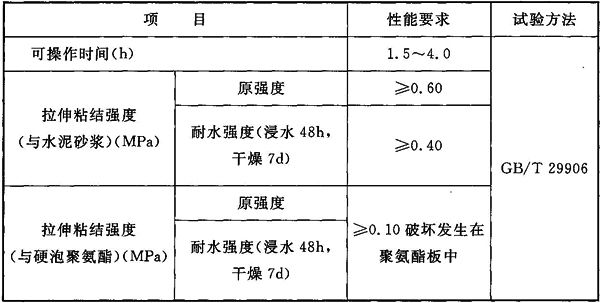 项 目 性能要求 试验方法
可操作时间(h) 1.5～4.0
拉伸粘结强度
(与水泥砂浆)(MPa)
原强度 ≥0.60
耐水强度(浸水 48h，
干燥 7d)
≥0.40
GB/T 29906
拉伸粘结强度
(与硬泡聚氨酯)(MPa)
原强度
耐水强度(浸水 48h，
干燥 7d)
≥0.10 破坏发生在
聚氨酯板中